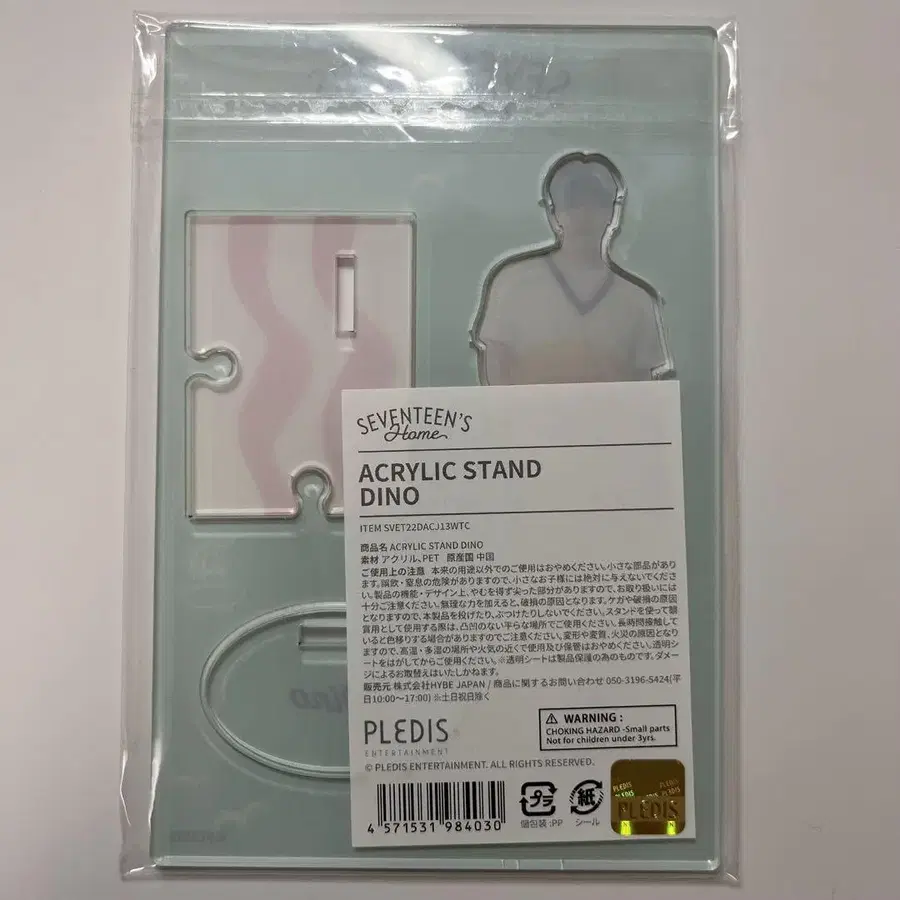 SEVENTEEN'S
Home
ACRYLIC STAND
DINO
ITEM SVET22DACJ13WTC
商品名 ACRYLIC STAND DINO
素材 アクリル、PET 原産国 中国
ご使用上の注意 本来の用途以外でのご使用はおやめください。小さな部品があり
ます。誤飲・窒息の危険がありますので、小さなお子様には絶対に与えないでくださ
い。製品の機能・デザイン上、やむを得ず尖った部分がありますので、お取り扱いには
十分ご注意ください。無理な力を加えると、破損の原因となります。ケガや破損の原因
となりますので、本製品を投げたり、ぶつけたりしないでください。スタンドを使って観
賞用として使用する際は、凸凹のない平らな場所でご使用ください。長時間接触して
いると色移りする場合がありますのでご注意ください。変形や変質、火災の原因となり
ますので、高温・多湿の場所や火気の近くで使用及び保管はおやめください。透明シ
ートをはがしてからご使用ください。※透明シートは製品保護の為のものです。ダメー
ジによるお取替えはいたしかねます。
販売元 株式会社HYBE JAPAN / 商品に関するお問い合わせ 050-3196-5424(平
日10:00〜17:00) ※土日祝日除く
PLEDIS
ENTERTAINMENT
© PLEDIS ENTERTAINMENT. ALL RIGHTS RESERVED.
WARNING :
CHOKING HAZARD -Small parts
Not for children under 3yrs.
4 571531 984030
プラ
個包装:PP
紙
シール
PLEDIS
PLEDIS
PLEDIS
Dino